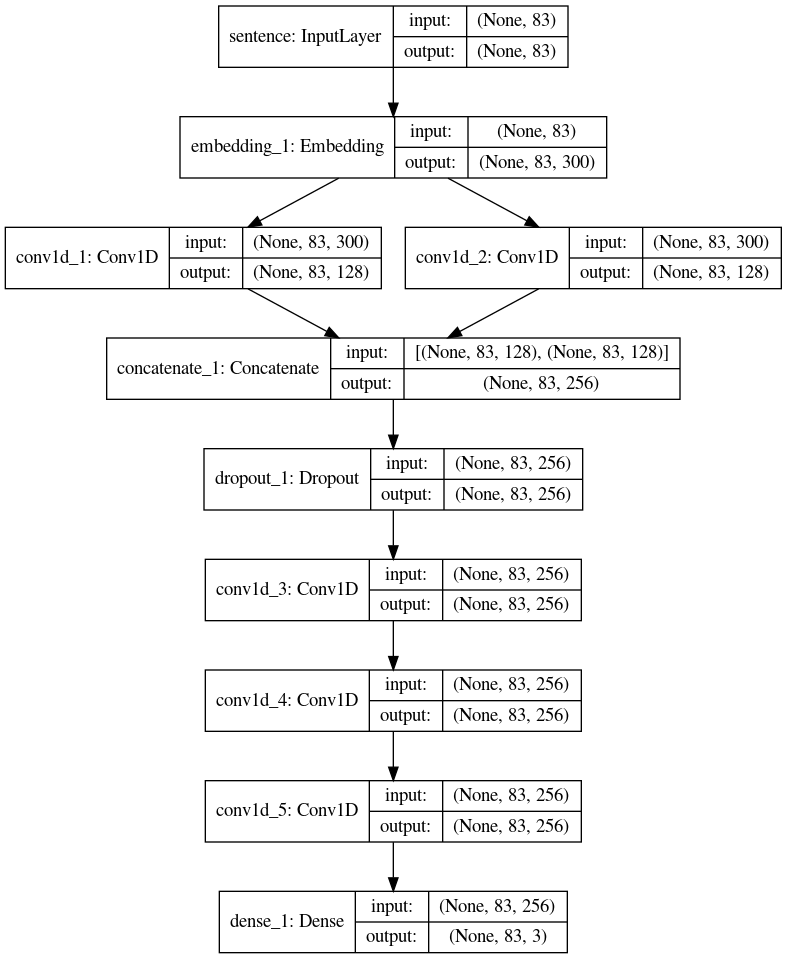 sentence: InputLayer
input:
(None, 83)
output:
(None, 83)
embedding_1: Embedding
input:
(None, 83)
output:
(None, 83, 300)
conv1d_1: Conv1D
input:
(None, 83, 300)
output:
(None, 83, 128)
conv1d_2: Conv1D
input:
(None, 83, 300)
output:
(None, 83, 128)
concatenate_1: Concatenate
input:
[(None, 83, 128), (None, 83, 128)]
output:
(None, 83, 256)
dropout_1: Dropout
input:
(None, 83, 256)
output:
(None, 83, 256)
conv1d_3: Conv1D
input:
(None, 83, 256)
output:
(None, 83, 256)
conv1d_4: Conv1D
input:
(None, 83, 256)
output:
(None, 83, 256)
conv1d_5: Conv1D
input:
(None, 83, 256)
output:
(None, 83, 256)
dense_1: Dense
input:
(None, 83, 256)
output:
(None, 83, 3)